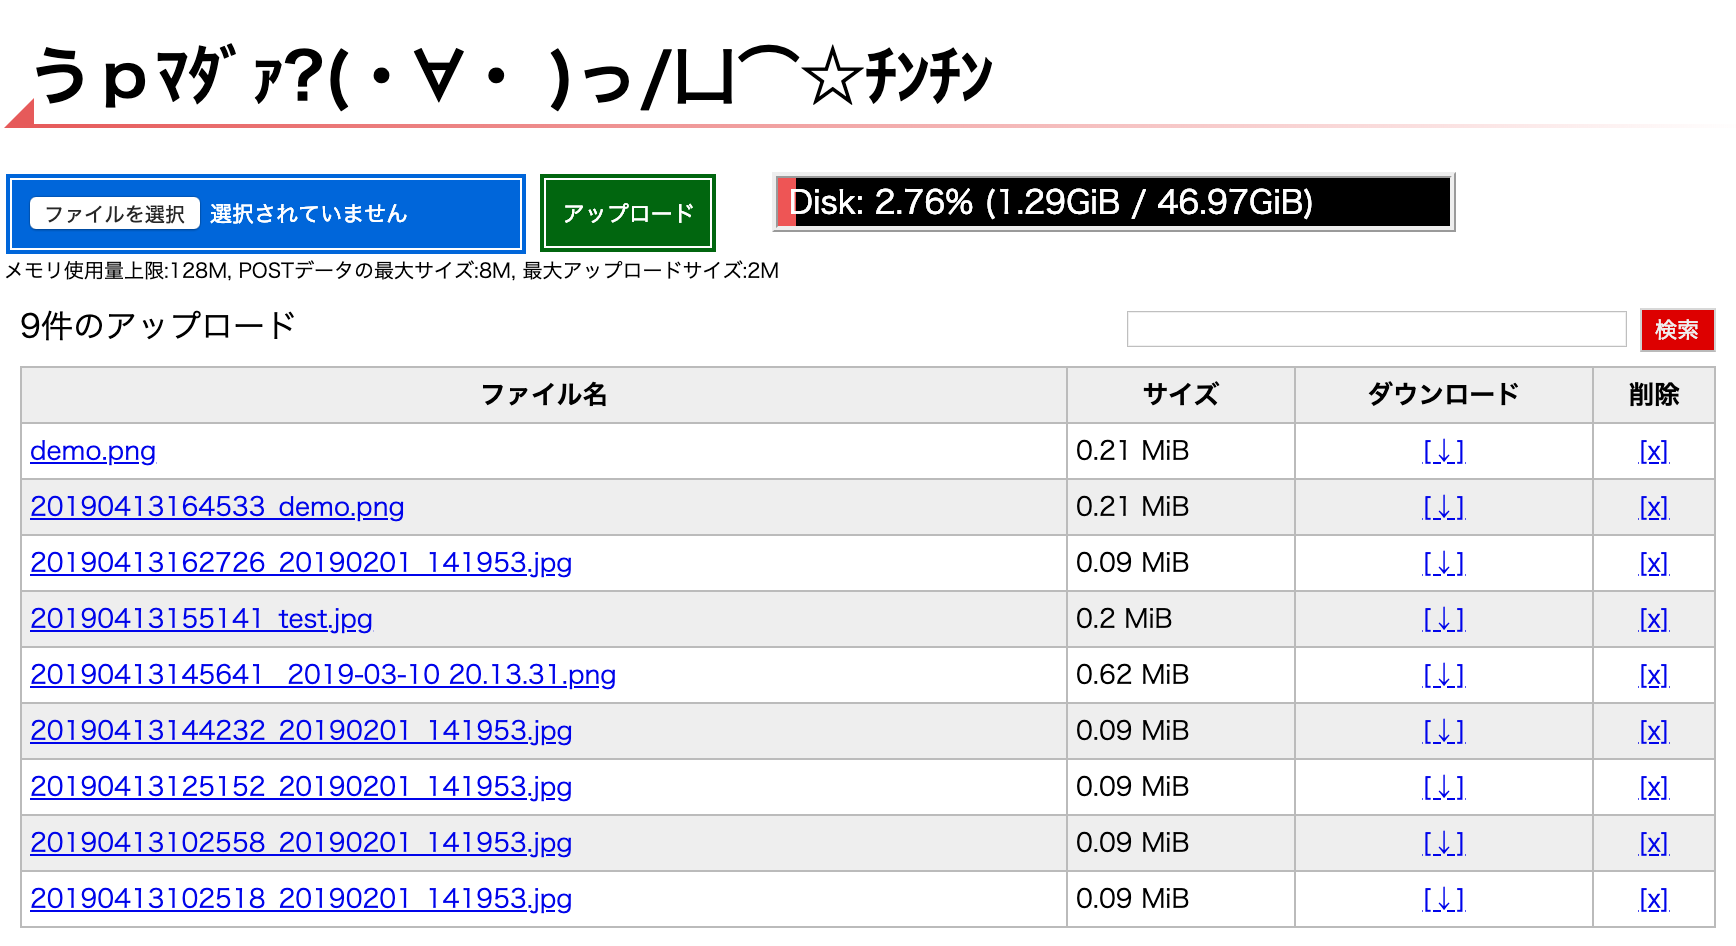 うｐﾏﾀﾞｧ?(・∀・ )っ/凵⌒☆ﾁﾝﾁﾝ
ファイルを選択 選択されていません アップロード Disk: 2.76% (1.29GiB / 46.97GiB)
メモリ使用量上限:128M, POSTデータの最大サイズ:8M, 最大アップロードサイズ:2M
9件のアップロード 検索
ファイル名 サイズ ダウンロード 削除
demo.png 0.21 MiB [↓] [x]
20190413164533_demo.png 0.21 MiB [↓] [x]
20190413162726_20190201_141953.jpg 0.09 MiB [↓] [x]
20190413155141_test.jpg 0.2 MiB [↓] [x]
20190413145641_ 2019-03-10 20.13.31.png 0.62 MiB [↓] [x]
20190413144232_20190201_141953.jpg 0.09 MiB [↓] [x]
20190413125152_20190201_141953.jpg 0.09 MiB [↓] [x]
20190413102558_20190201_141953.jpg 0.09 MiB [↓] [x]
20190413102518_20190201_141953.jpg 0.09 MiB [↓] [x]